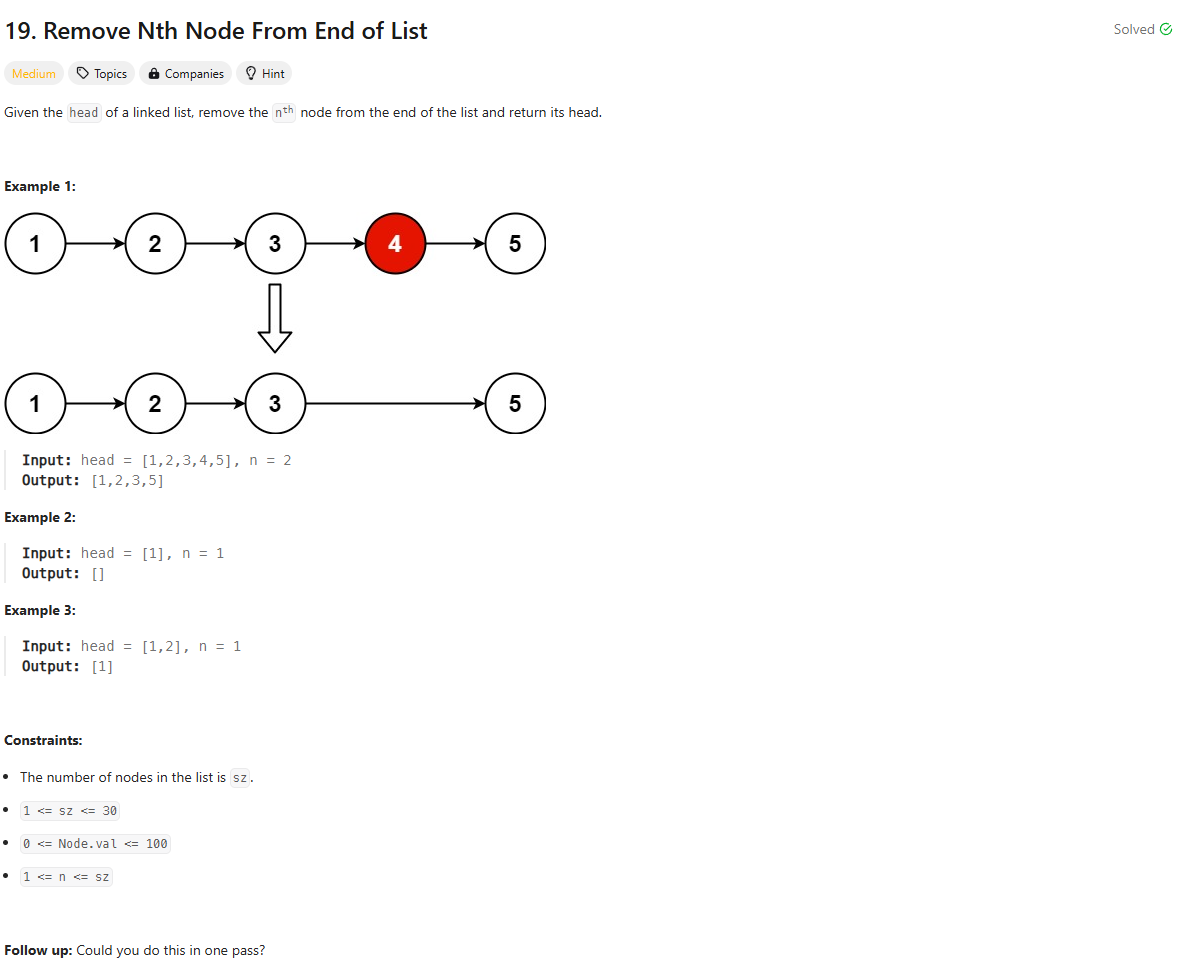 19. Remove Nth Node From End of List
Solved
Medium Topics Companies Hint
Given the head of a linked list, remove the nth node from the end of the list and return its head.
Example 1:
1 2 3 4 5
1 2 3 5
Input: head = [1,2,3,4,5], n = 2
Output: [1,2,3,5]
Example 2:
Input: head = [1], n = 1
Output: []
Example 3:
Input: head = [1,2], n = 1
Output: [1]
Constraints:
• The number of nodes in the list is sz.
• 1 <= sz <= 30
• 0 <= Node.val <= 100
• 1 <= n <= sz
Follow up: Could you do this in one pass?